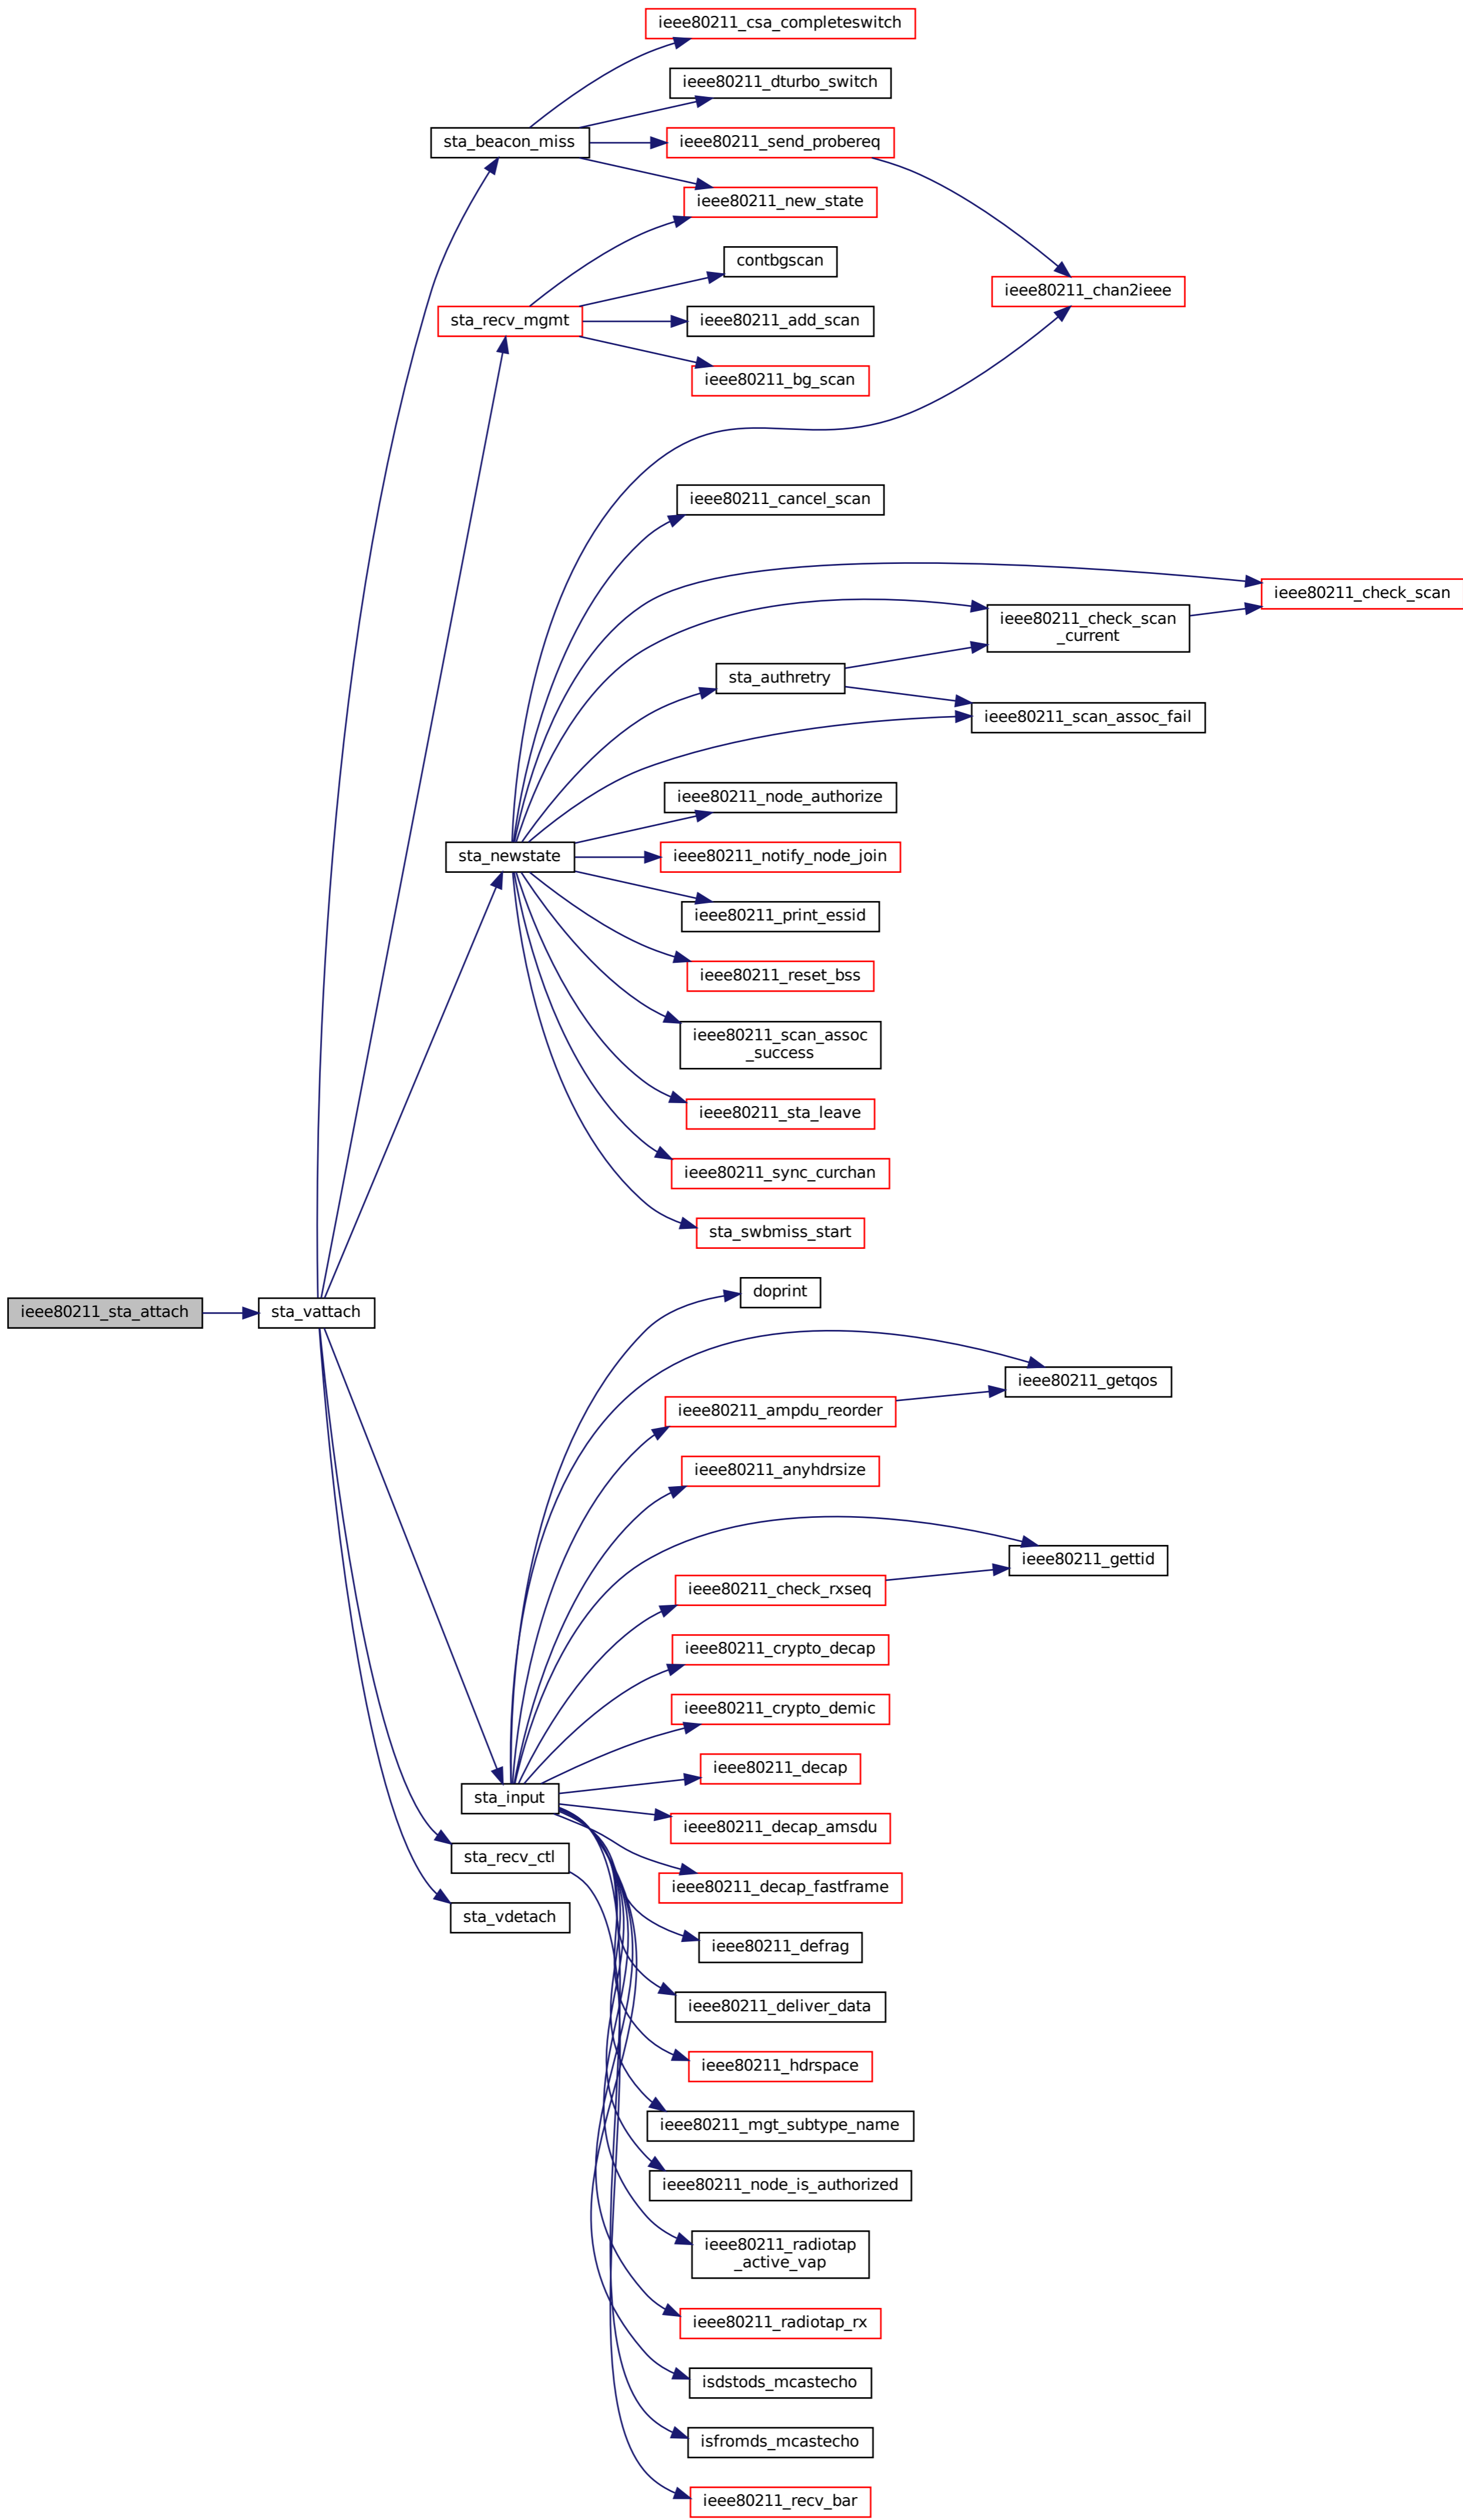 ieee80211_csa_completeswitch
ieee80211_dturbo_switch
sta_beacon_miss
ieee80211_send_probereq
ieee80211_new_state
contbgscan
ieee80211_chan2ieee
sta_recv_mgmt
ieee80211_add_scan
ieee80211_bg_scan
ieee80211_cancel_scan
ieee80211_check_scan
ieee80211_check_scan
_current
sta_authretry
ieee80211_scan_assoc_fail
ieee80211_node_authorize
sta_newstate
ieee80211_notify_node_join
ieee80211_print_essid
ieee80211_reset_bss
ieee80211_scan_assoc
_success
ieee80211_sta_leave
ieee80211_sync_curchan
sta_swbmiss_start
doprint
ieee80211_sta_attach
sta_vattach
ieee80211_getqos
ieee80211_ampdu_reorder
ieee80211_anyhdrsize
ieee80211_gettid
ieee80211_check_rxseq
ieee80211_crypto_decap
ieee80211_crypto_demic
ieee80211_decap
sta_input
ieee80211_decap_amsdu
sta_recv_ctl
ieee80211_decap_fastframe
sta_vdetach
ieee80211_defrag
ieee80211_deliver_data
ieee80211_hdrspace
ieee80211_mgt_subtype_name
ieee80211_node_is_authorized
ieee80211_radiotap
_active_vap
ieee80211_radiotap_rx
isdstods_mcastecho
isfromds_mcastecho
ieee80211_recv_bar